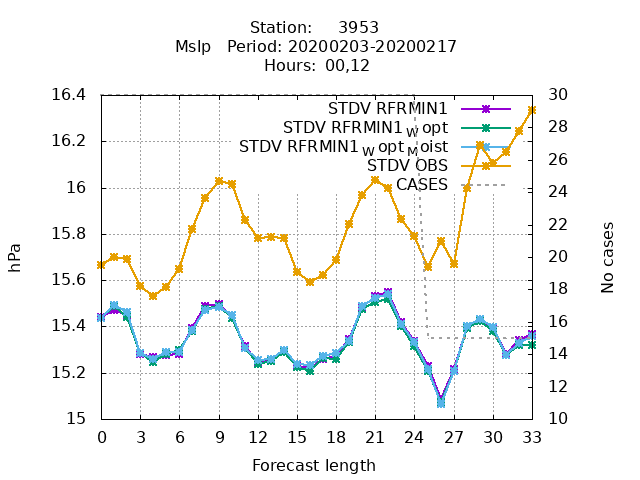 Station:     3953
Mslp   Period: 20200203-20200217
Hours: 00,12
STDV RFRMIN1
STDV RFRMIN1_W opt
STDV RFRMIN1_W opt_M oist
STDV OBS
CASES
16.4
16.2
16
15.8
15.6
15.4
15.2
15
hPa
30
28
26
24
22
20
18
16
14
12
10
No cases
0 3 6 9 12 15 18 21 24 27 30 33
Forecast length